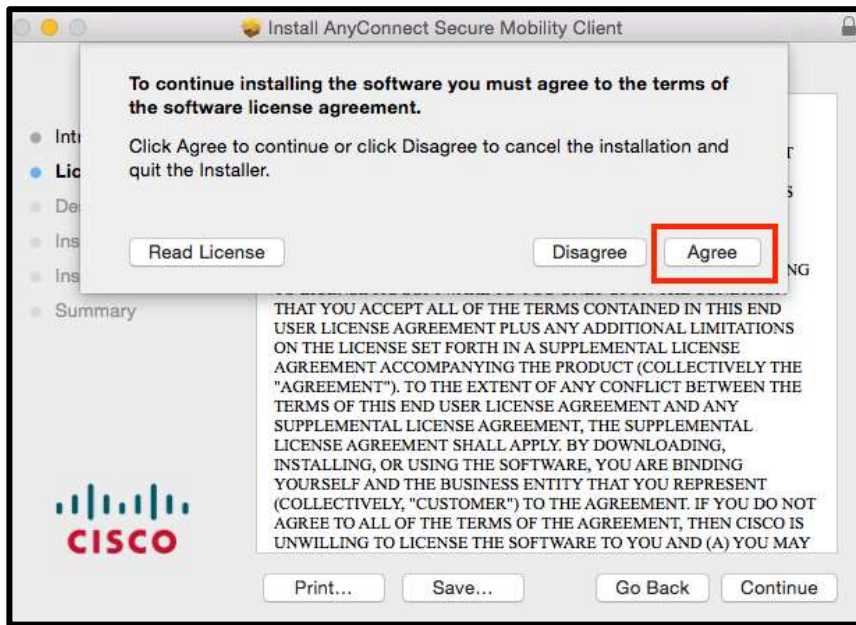 Install AnyConnect Secure Mobility Client
To continue installing the software you must agree to the terms of
the software license agreement.
Click Agree to continue or click Disagree to cancel the installation and
quit the Installer.
Read License
Disagree
Agree
Summary
THAT YOU ACCEPT ALL OF THE TERMS CONTAINED IN THIS END
USER LICENSE AGREEMENT PLUS ANY ADDITIONAL LIMITATIONS
ON THE LICENSE SET FORTH IN A SUPPLEMENTAL LICENSE
AGREEMENT ACCOMPANYING THE PRODUCT (COLLECTIVELY THE
"AGREEMENT"). TO THE EXTENT OF ANY CONFLICT BETWEEN THE
TERMS OF THIS END USER LICENSE AGREEMENT AND ANY
SUPPLEMENTAL LICENSE AGREEMENT, THE SUPPLEMENTAL
LICENSE AGREEMENT SHALL APPLY. BY DOWNLOADING,
INSTALLING, OR USING THE SOFTWARE, YOU ARE BINDING
YOURSELF AND THE BUSINESS ENTITY THAT YOU REPRESENT
(COLLECTIVELY, "CUSTOMER") TO THE AGREEMENT. IF YOU DO NOT
AGREE TO ALL OF THE TERMS OF THE AGREEMENT, THEN CISCO IS
UNWILLING TO LICENSE THE SOFTWARE TO YOU AND (A) YOU MAY
CISCO
Print...
Save...
Go Back
Continue